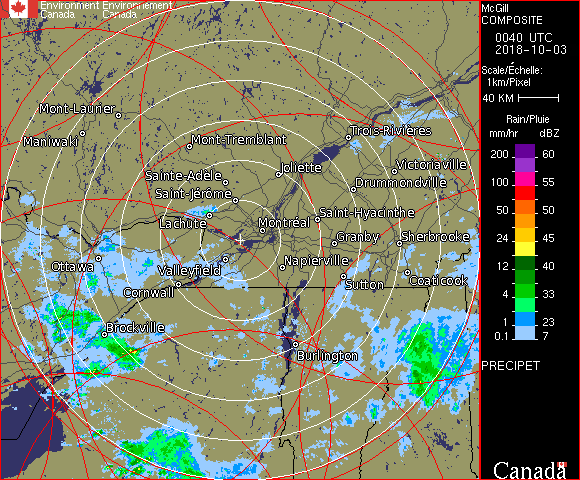 Environment Environnement
Canada Canada
McGill
COMPOSITE
0040 UTC
2018-10-03
Scale/Échelle:
1km/Pixel
40 KM
Rain/Pluie
mm/hr dBZ
200 60
100 55
50 50
24 45
12 40
4 33
1 23
0.1 7
PRECIPET
Canada
Mont-Laurier
Maniwaki
Mont-Tremblant
Trois-Rivières
Sainte-Adèle
Joliette
Victoriaville
Saint-Jérôme
Drummondville
Lachute
Montréal
Saint-Hyacinthe
Granby
Sherbrooke
Ottawa
Valleyfield
Napierville
Cornwall
Sutton
Coaticook
Brockville
Burlington